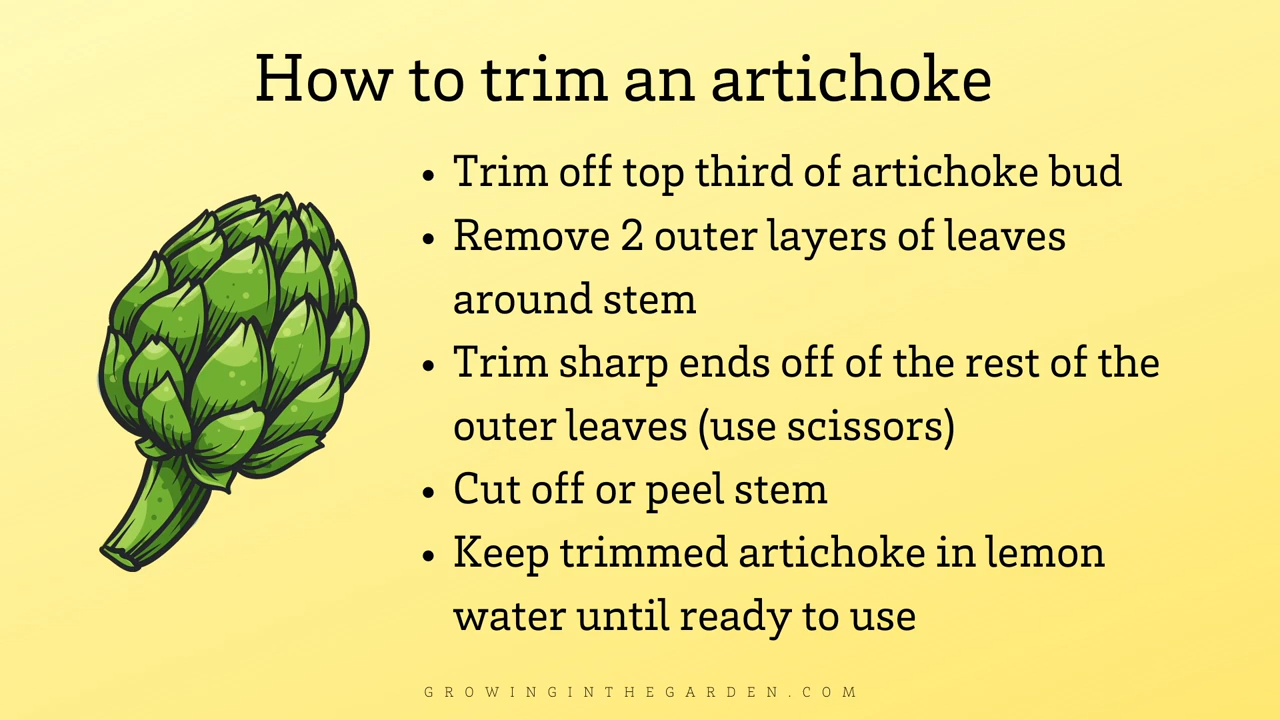 How to trim an artichoke
• Trim off top third of artichoke bud
• Remove 2 outer layers of leaves
around stem
• Trim sharp ends off of the rest of the
outer leaves (use scissors)
• Cut off or peel stem
• Keep trimmed artichoke in lemon
water until ready to use
GROWINGINTHEGARDEN.COM